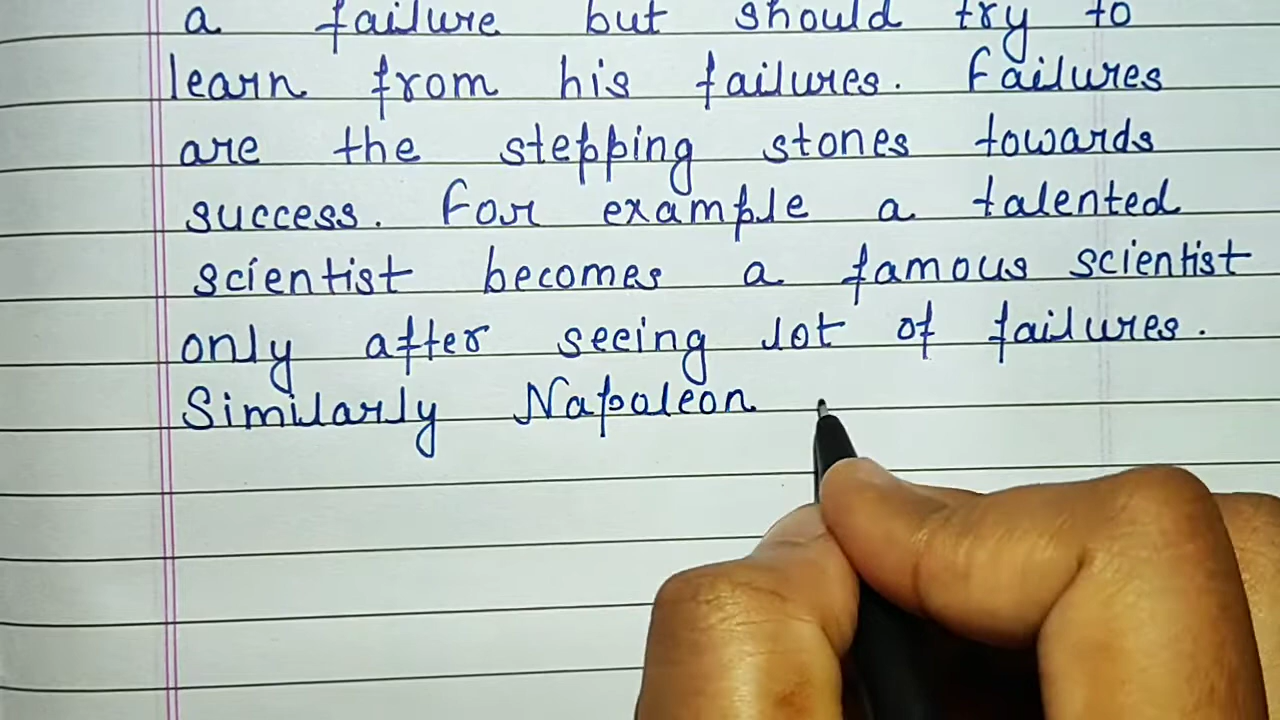 a failure but should try to
learn from his failures. Failures
are the stepping stones towards
success. For example a talented
scientist becomes a famous scientist
only after seeing lot of failures.
Similarly Napoleon